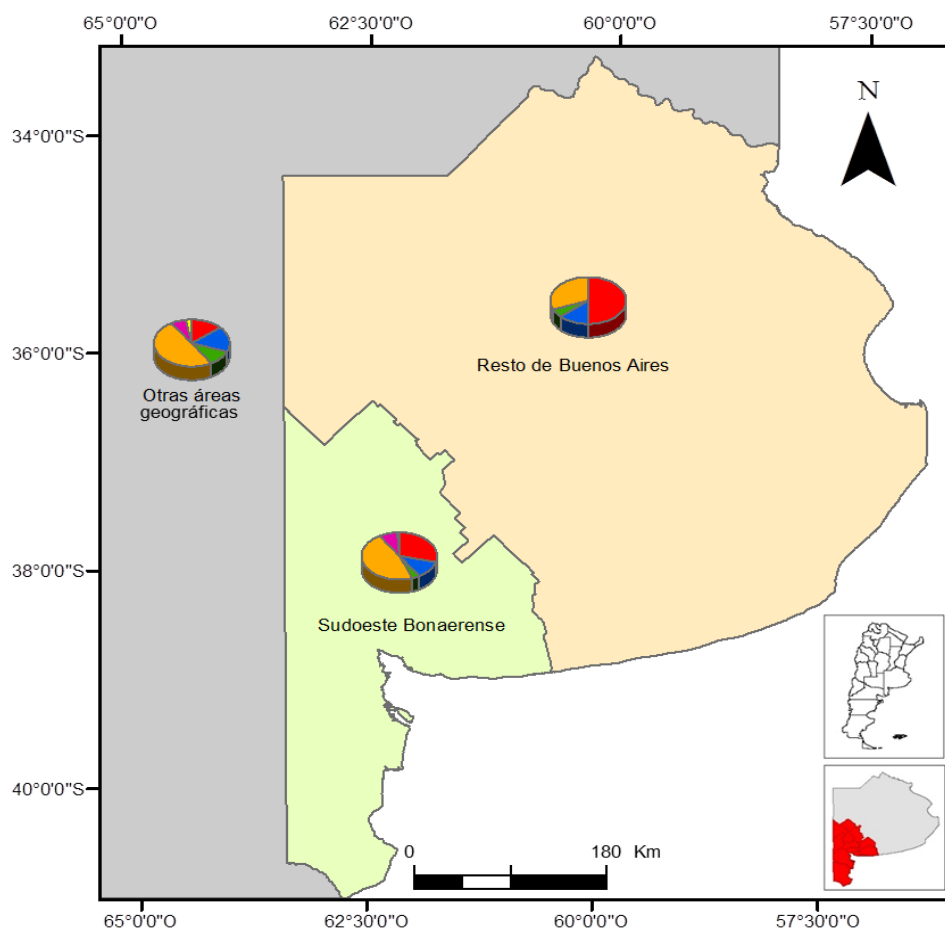 65°0'0"O 62°30'0"O 60°0'0"O 57°30'0"O
34°0'0"S
N
36°0'0"S
Resto de Buenos Aires
Otras áreas
geográficas
38°0'0"S
Sudoeste Bonaerense
40°0'0"S
0 180 Km
65°0'0"O 62°30'0"O 60°0'0"O 57°30'0"O